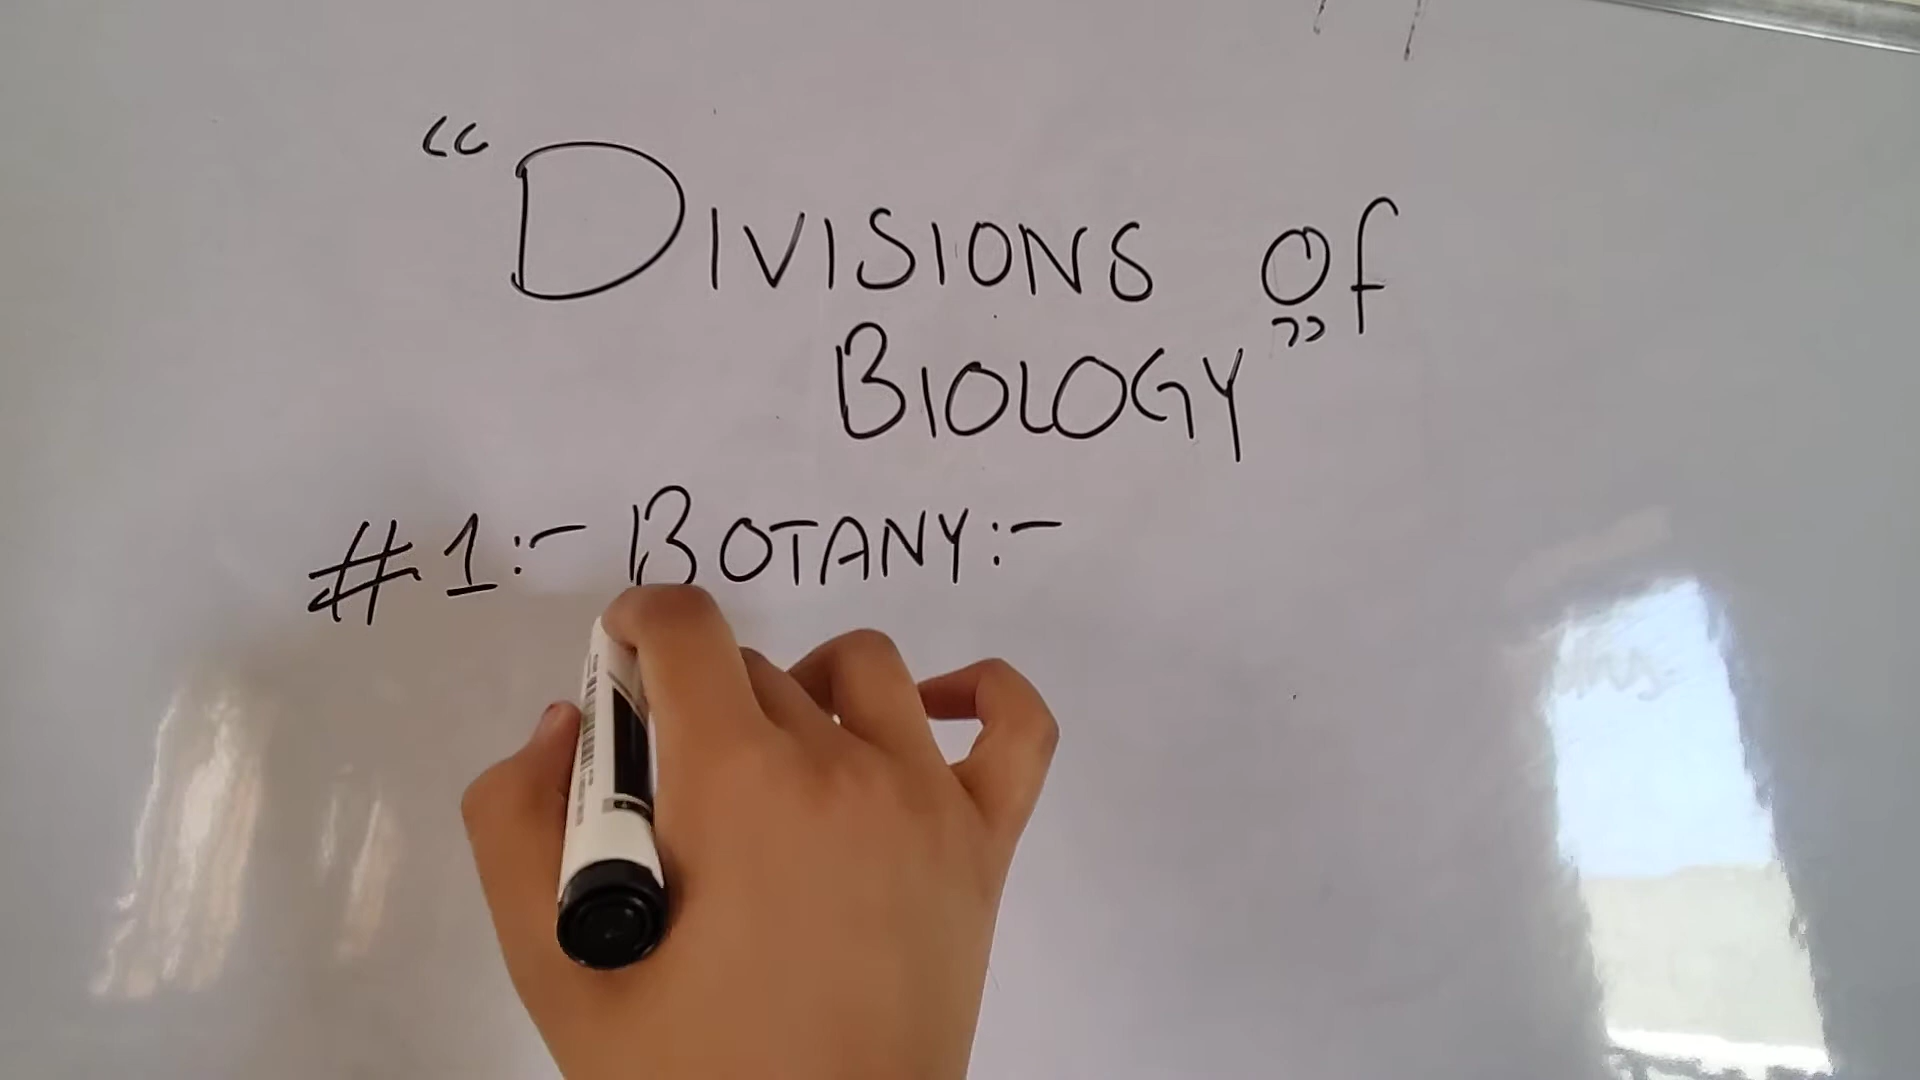 “DIVISIONS Of
BIOLOGY”
#1:- BOTANY:-